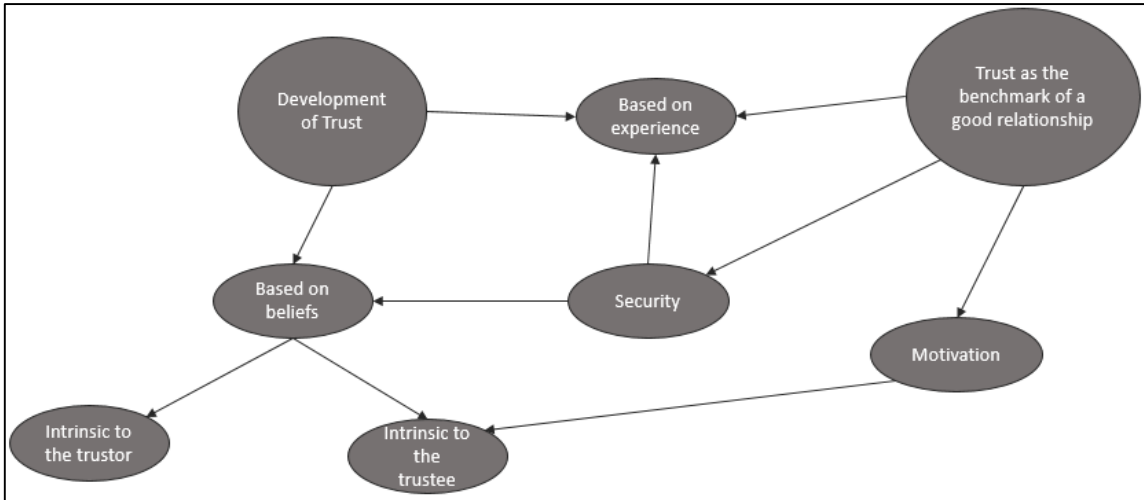 Development
of Trust
Based on
experience
Trust as the
benchmark of a
good relationship
Based on
beliefs
Security
Motivation
Intrinsic to
the trustor
Intrinsic to
the
trustee